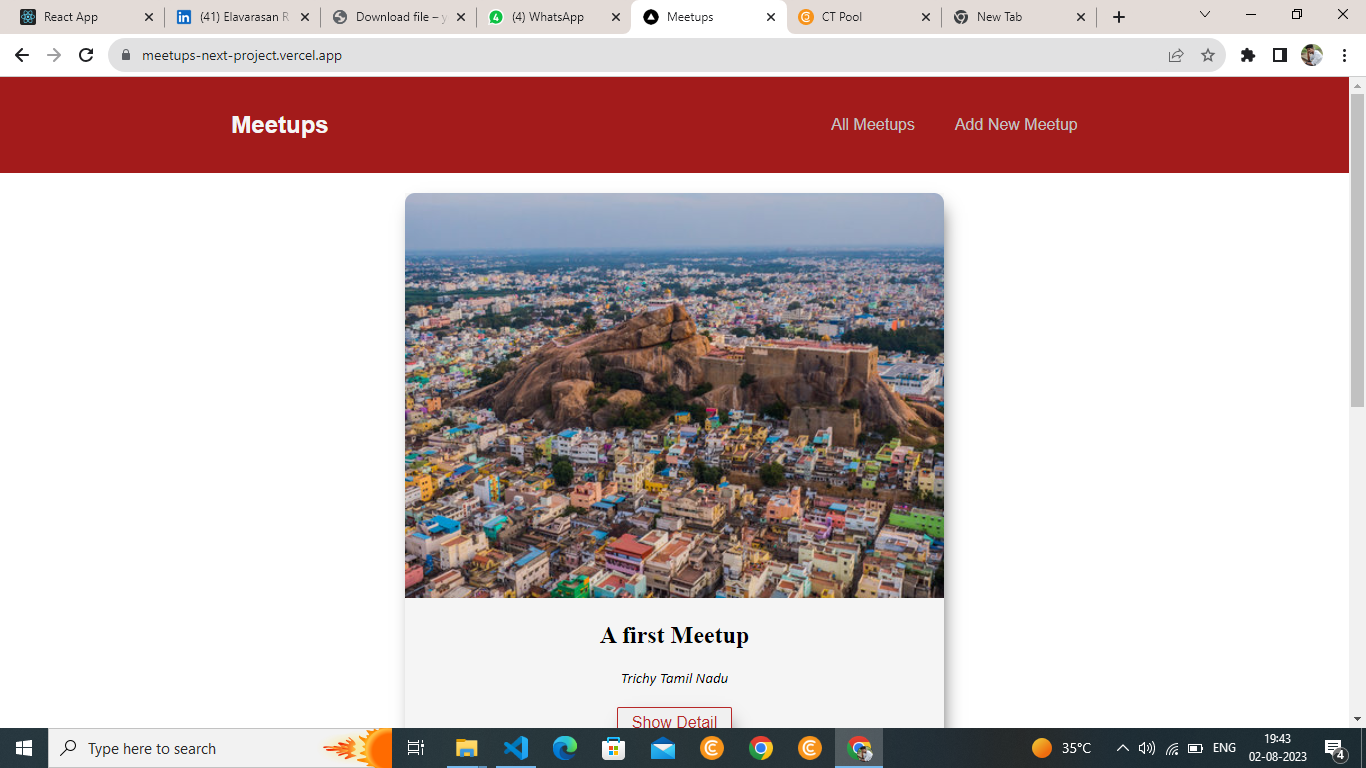 React App
(41) Elavarasan R
Download file – y
(4) WhatsApp
Meetups
CT Pool
New Tab
meetups-next-project.vercel.app
Meetups
All Meetups
Add New Meetup
A first Meetup
Trichy Tamil Nadu
Show Detail
Type here to search
35°C
ENG
19:43
02-08-2023
4